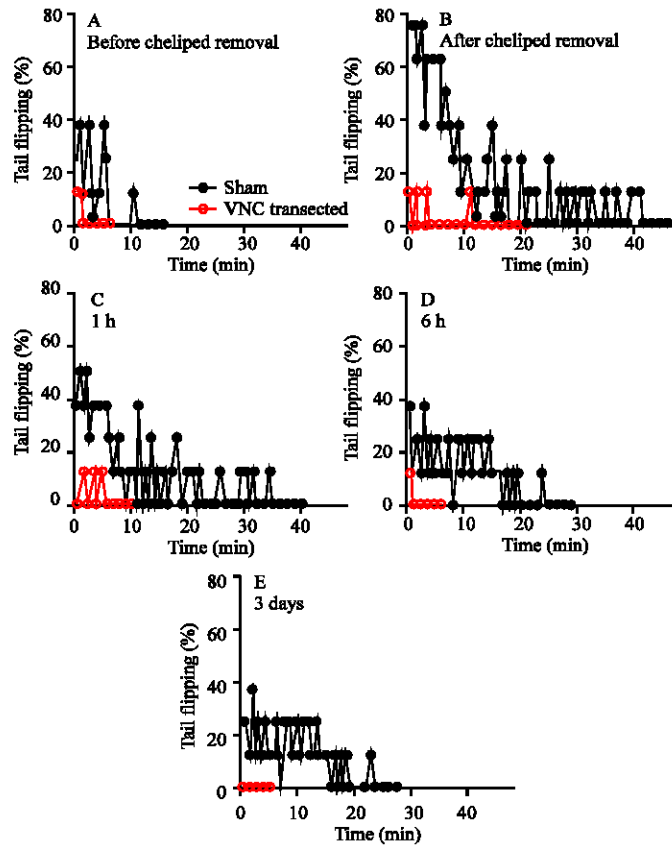 A
Before cheliped removal
80
60
40
20
0
Tail flipping (%)
0 10 20 30 40
Time (min)
Sham
VNC transected
B
After cheliped removal
80
60
40
20
0
Tail flipping (%)
0 10 20 30 40
Time (min)
C
1 h
80
60
40
20
0
Tail flipping (%)
0 10 20 30 40
Time (min)
D
6 h
80
60
40
20
0
Tail flipping (%)
0 10 20 30 40
Time (min)
E
3 days
80
60
40
20
0
Tail flipping (%)
0 10 20 30 40
Time (min)